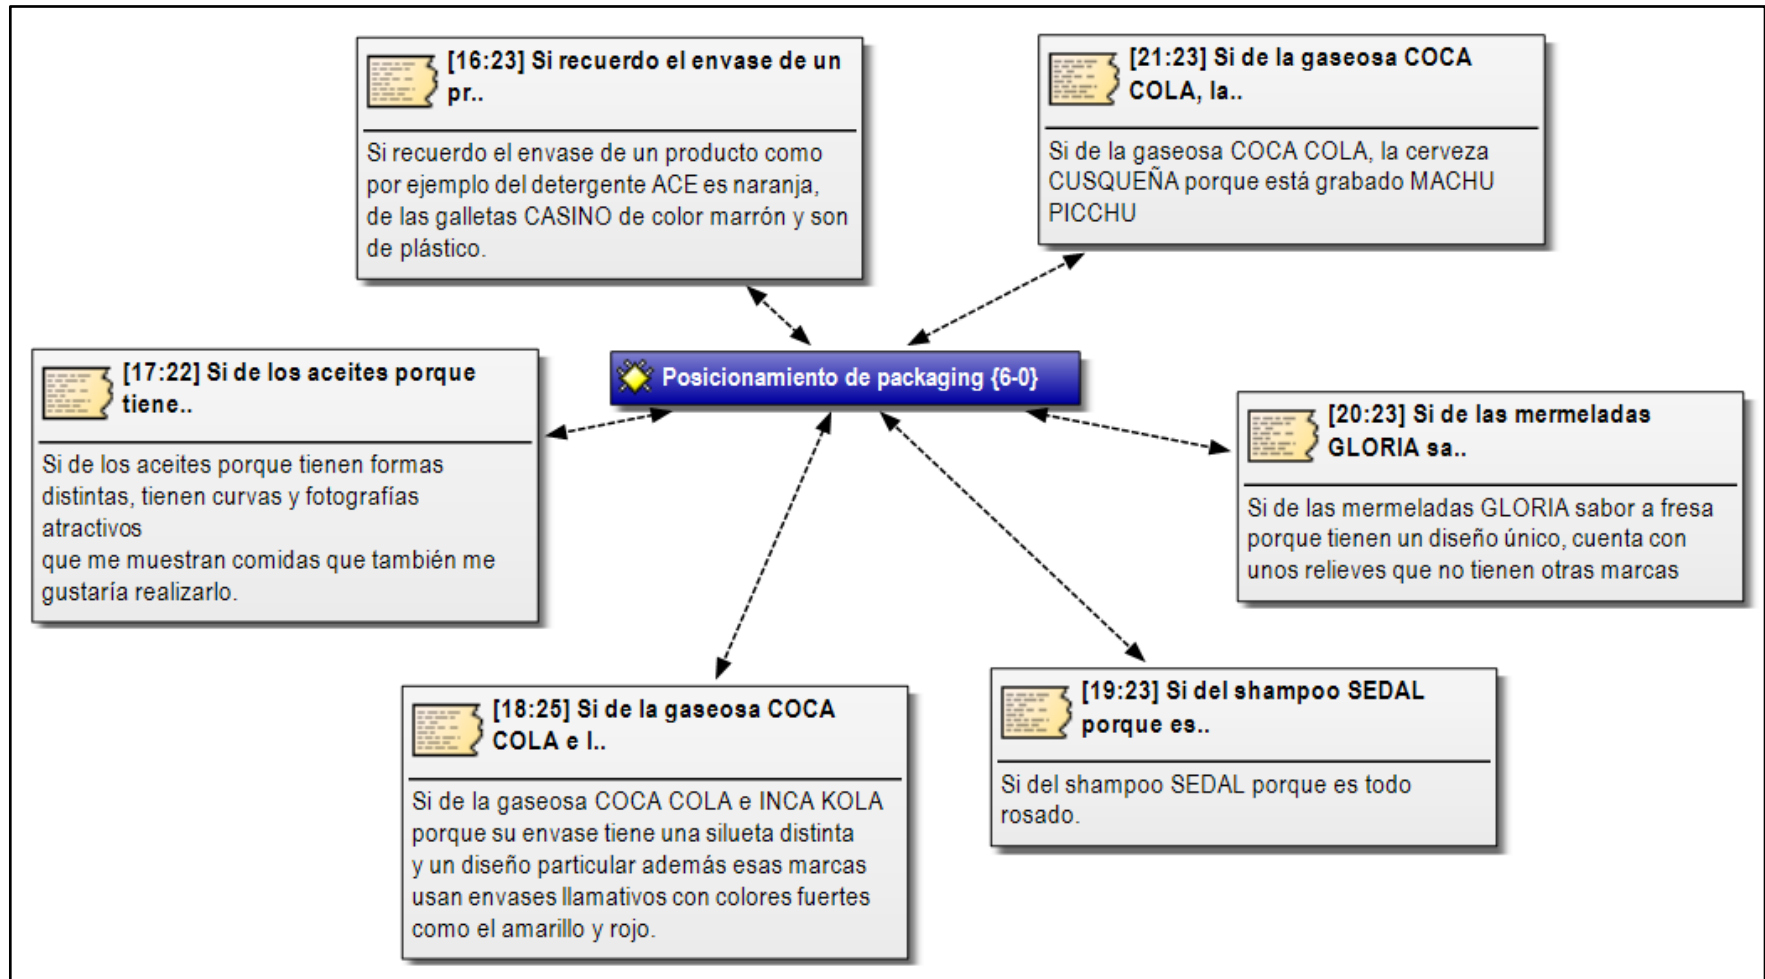 [16:23] Si recuerdo el envase de un
pr..
Si recuerdo el envase de un producto como
por ejemplo del detergente ACE es naranja,
de las galletas CASINO de color marrón y son
de plástico.
[21:23] Si de la gaseosa COCA
COLA, la..
Si de la gaseosa COCA COLA, la cerveza
CUSQUEÑA porque está grabado MACHU
PICCHU
Posicionamiento de packaging {6-0}
[17:22] Si de los aceites porque
tiene..
Si de los aceites porque tienen formas
distintas, tienen curvas y fotografías
atractivos
que me muestran comidas que también me
gustaría realizarlo.
[20:23] Si de las mermeladas
GLORIA sa..
Si de las mermeladas GLORIA sabor a fresa
porque tienen un diseño único, cuenta con
unos relieves que no tienen otras marcas
[18:25] Si de la gaseosa COCA
COLA e I..
Si de la gaseosa COCA COLA e INCA KOLA
porque su envase tiene una silueta distinta
y un diseño particular además esas marcas
usan envases llamativos con colores fuertes
como el amarillo y rojo.
[19:23] Si del shampoo SEDAL
porque es..
Si del shampoo SEDAL porque es todo
rosado.